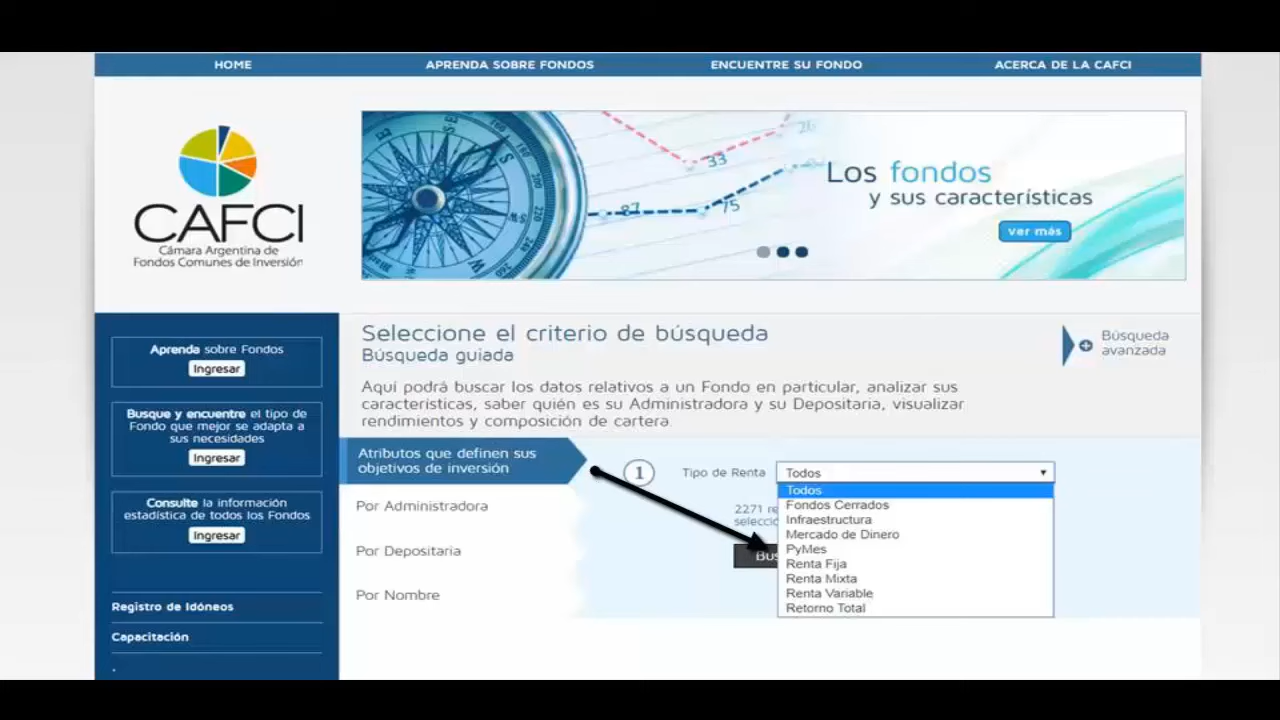 HOME
APRENDA SOBRE FONDOS
ENCUENTRE SU FONDO
ACERCA DE LA CAFCI
CAFCI
Cámara Argentina de
Fondos Comunes de Inversión
33
75
Los fondos
y sus características
ver más
Aprenda sobre Fondos
Ingresar
Busque y encuentre el tipo de
Fondo que mejor se adapta a
sus necesidades
Ingresar
Consulte la información
estadística de todos los Fondos
Ingresar
Registro de Idóneos
Capacitación
Seleccione el criterio de búsqueda
Búsqueda guiada
Búsqueda
avanzada
Aquí podrá buscar los datos relativos a un Fondo en particular, analizar sus
características, saber quién es su Administradora y su Depositaria, visualizar
rendimientos y composición de cartera.
Atributos que definen sus
objetivos de inversión
Por Administradora
Por Depositaria
Por Nombre
1
Tipo de Renta
Todos
Todos
Fondos Cerrados
Infraestructura
Mercado de Dinero
PyMes
Renta Fija
Renta Mixta
Renta Variable
Retorno Total
2271